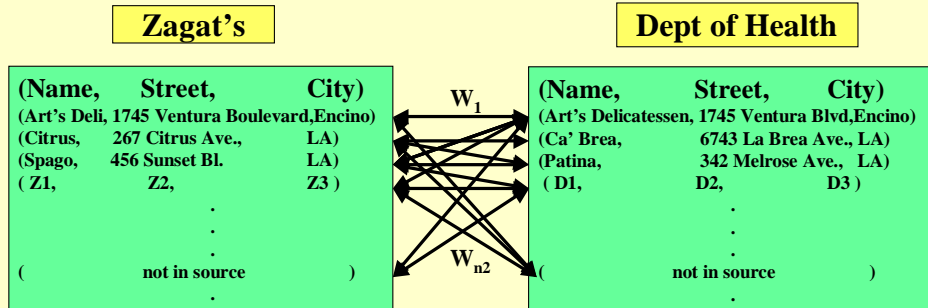 Zagat's
Dept of Health
(Name, Street, City)
(Art's Deli, 1745 Ventura Boulevard,Encino)
(Citrus, 267 Citrus Ave., LA)
(Spago, 456 Sunset Bl. LA)
( Z1, Z2, Z3 )
.
.
.
( not in source )
.
W1
Wn2
(Name, Street, City)
(Art's Delicatessen, 1745 Ventura Blvd,Encino)
(Ca' Brea, 6743 La Brea Ave., LA)
(Patina, 342 Melrose Ave., LA)
( D1, D2, D3 )
.
.
.
( not in source )
.